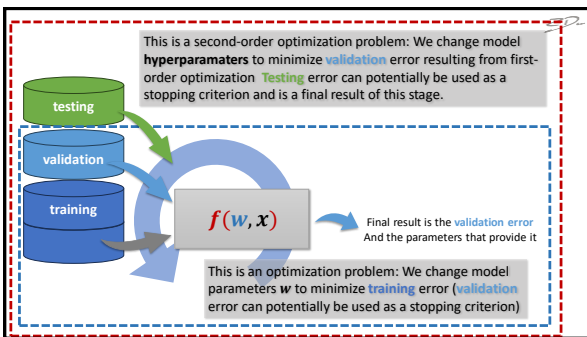 This is a second-order optimization problem: We change model
hyperparamaters to minimize validation error resulting from first-
order optimization Testing error can potentially be used as a
stopping criterion and is a final result of this stage.
testing
validation
training
f(w, x)
Final result is the validation error
And the parameters that provide it
This is an optimization problem: We change model
parameters w to minimize training error (validation
error can potentially be used as a stopping criterion)